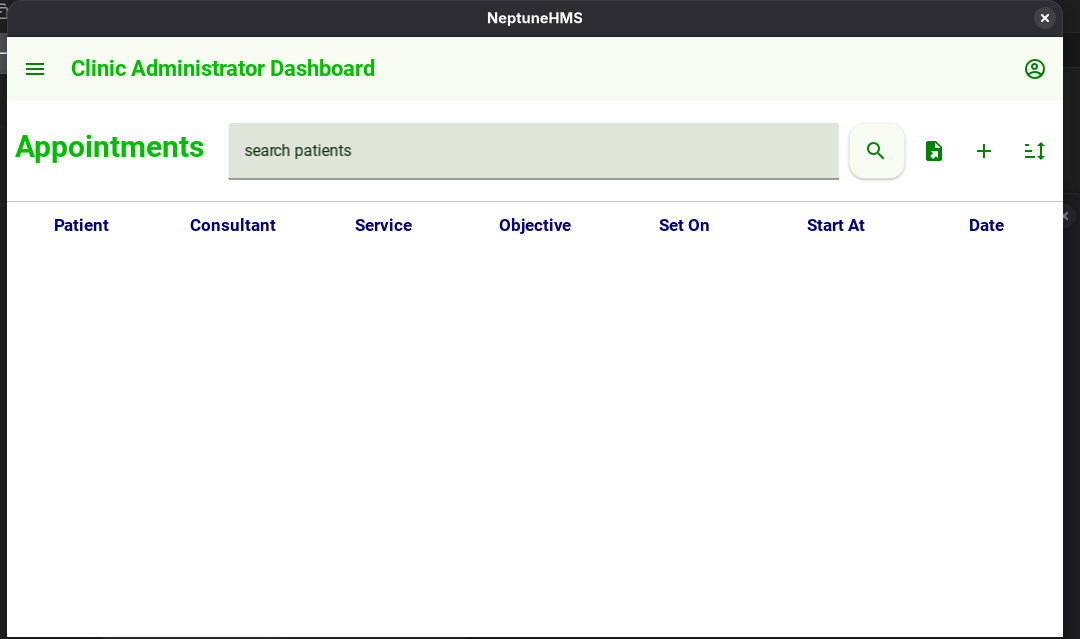 NeptuneHMS
Clinic Administrator Dashboard
Appointments
search patients
Patient Consultant Service Objective Set On Start At Date